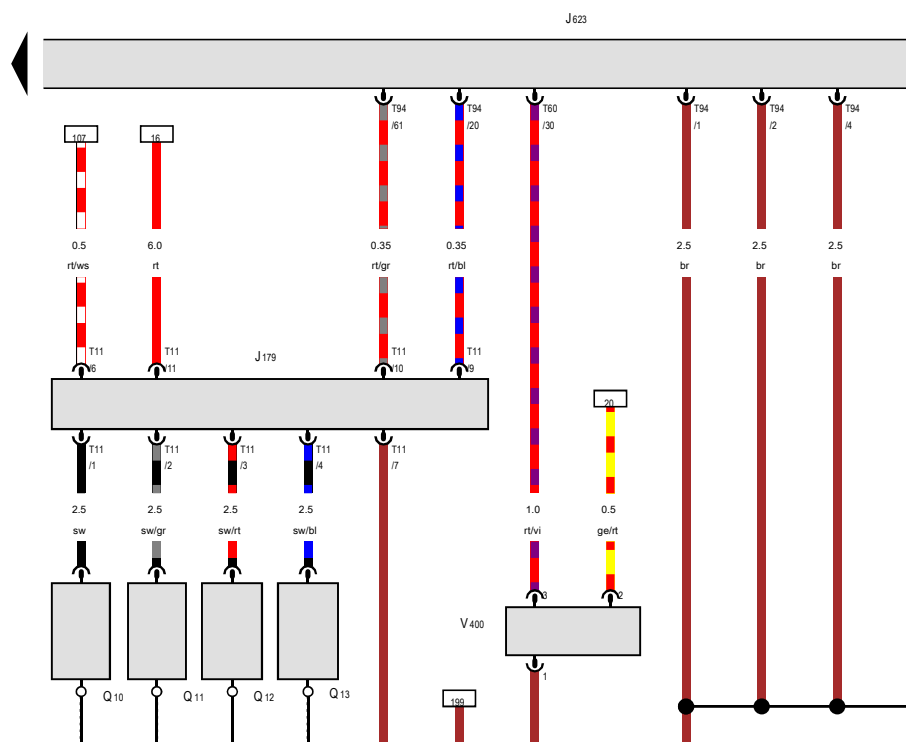 J623
T94 T94 T60 T94 T94 T94
/61 /20 /30 /1 /2 /4
107 16
0.5 6.0 0.35 0.35 2.5 2.5 2.5
rt/ws rt rt/gr rt/bl br br br
T11 T11 J179 T11 T11
/6 /11 /10 /9
20
T11 T11 T11 T11 T11
/1 /2 /3 /4 /7
2.5 2.5 2.5 2.5 1.0 0.5
sw sw/gr sw/rt sw/bl rt/vi ge/rt
3 2
V400
1
Q10 Q11 Q12 Q13 199